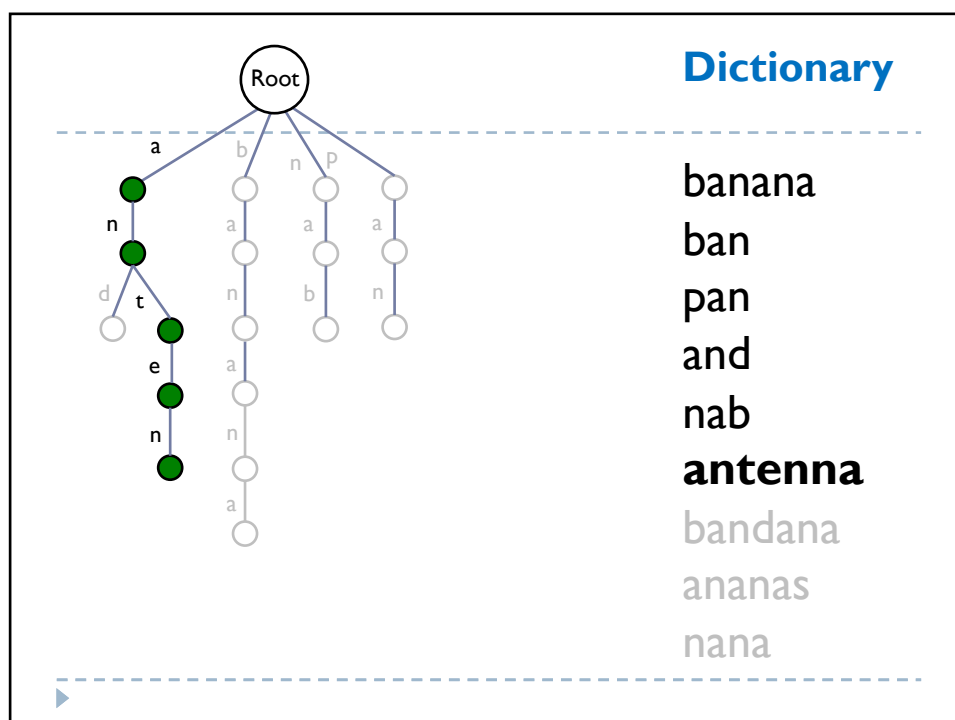 Root
Dictionary
a b n P
n a a a
d t n b n
e a
n n
a
banana
ban
pan
and
nab
antenna
bandana
ananas
nana